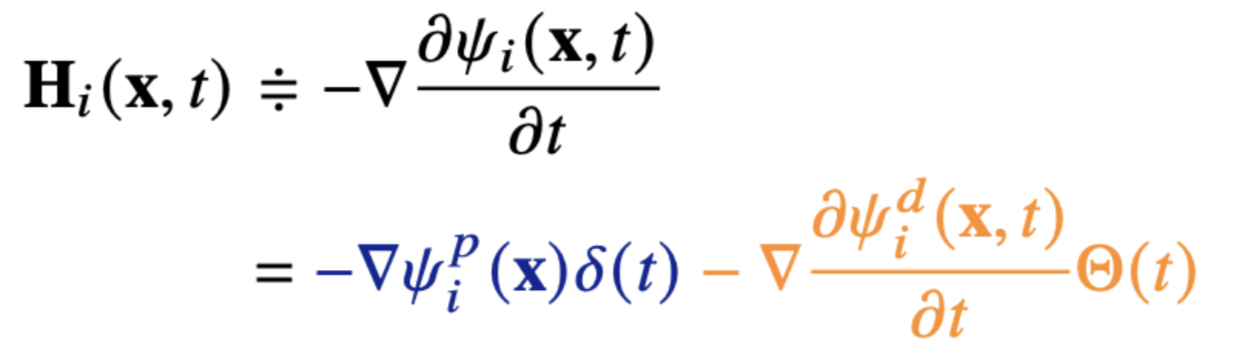 𝐇ᵢ(𝐱, t) ≑ −∇ ∂ψᵢ(𝐱, t)/∂t
= −∇ψᵢᵖ(𝐱)δ(t) − ∇ ∂ψᵢᵈ(𝐱, t)/∂t Θ(t)